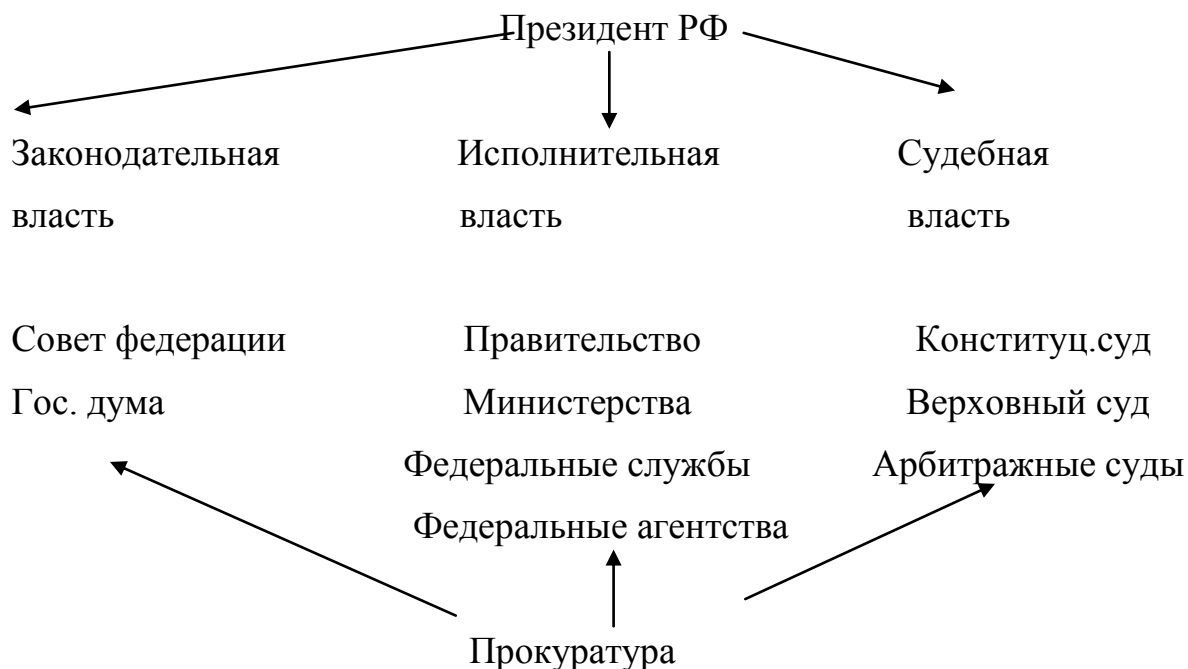 Президент РФ
Законодательная Исполнительная Судебная
власть власть власть
Совет федерации Правительство Конституц.суд
Гос. дума Министерства Верховный суд
Федеральные службы Арбитражные суды
Федеральные агентства
Прокуратура